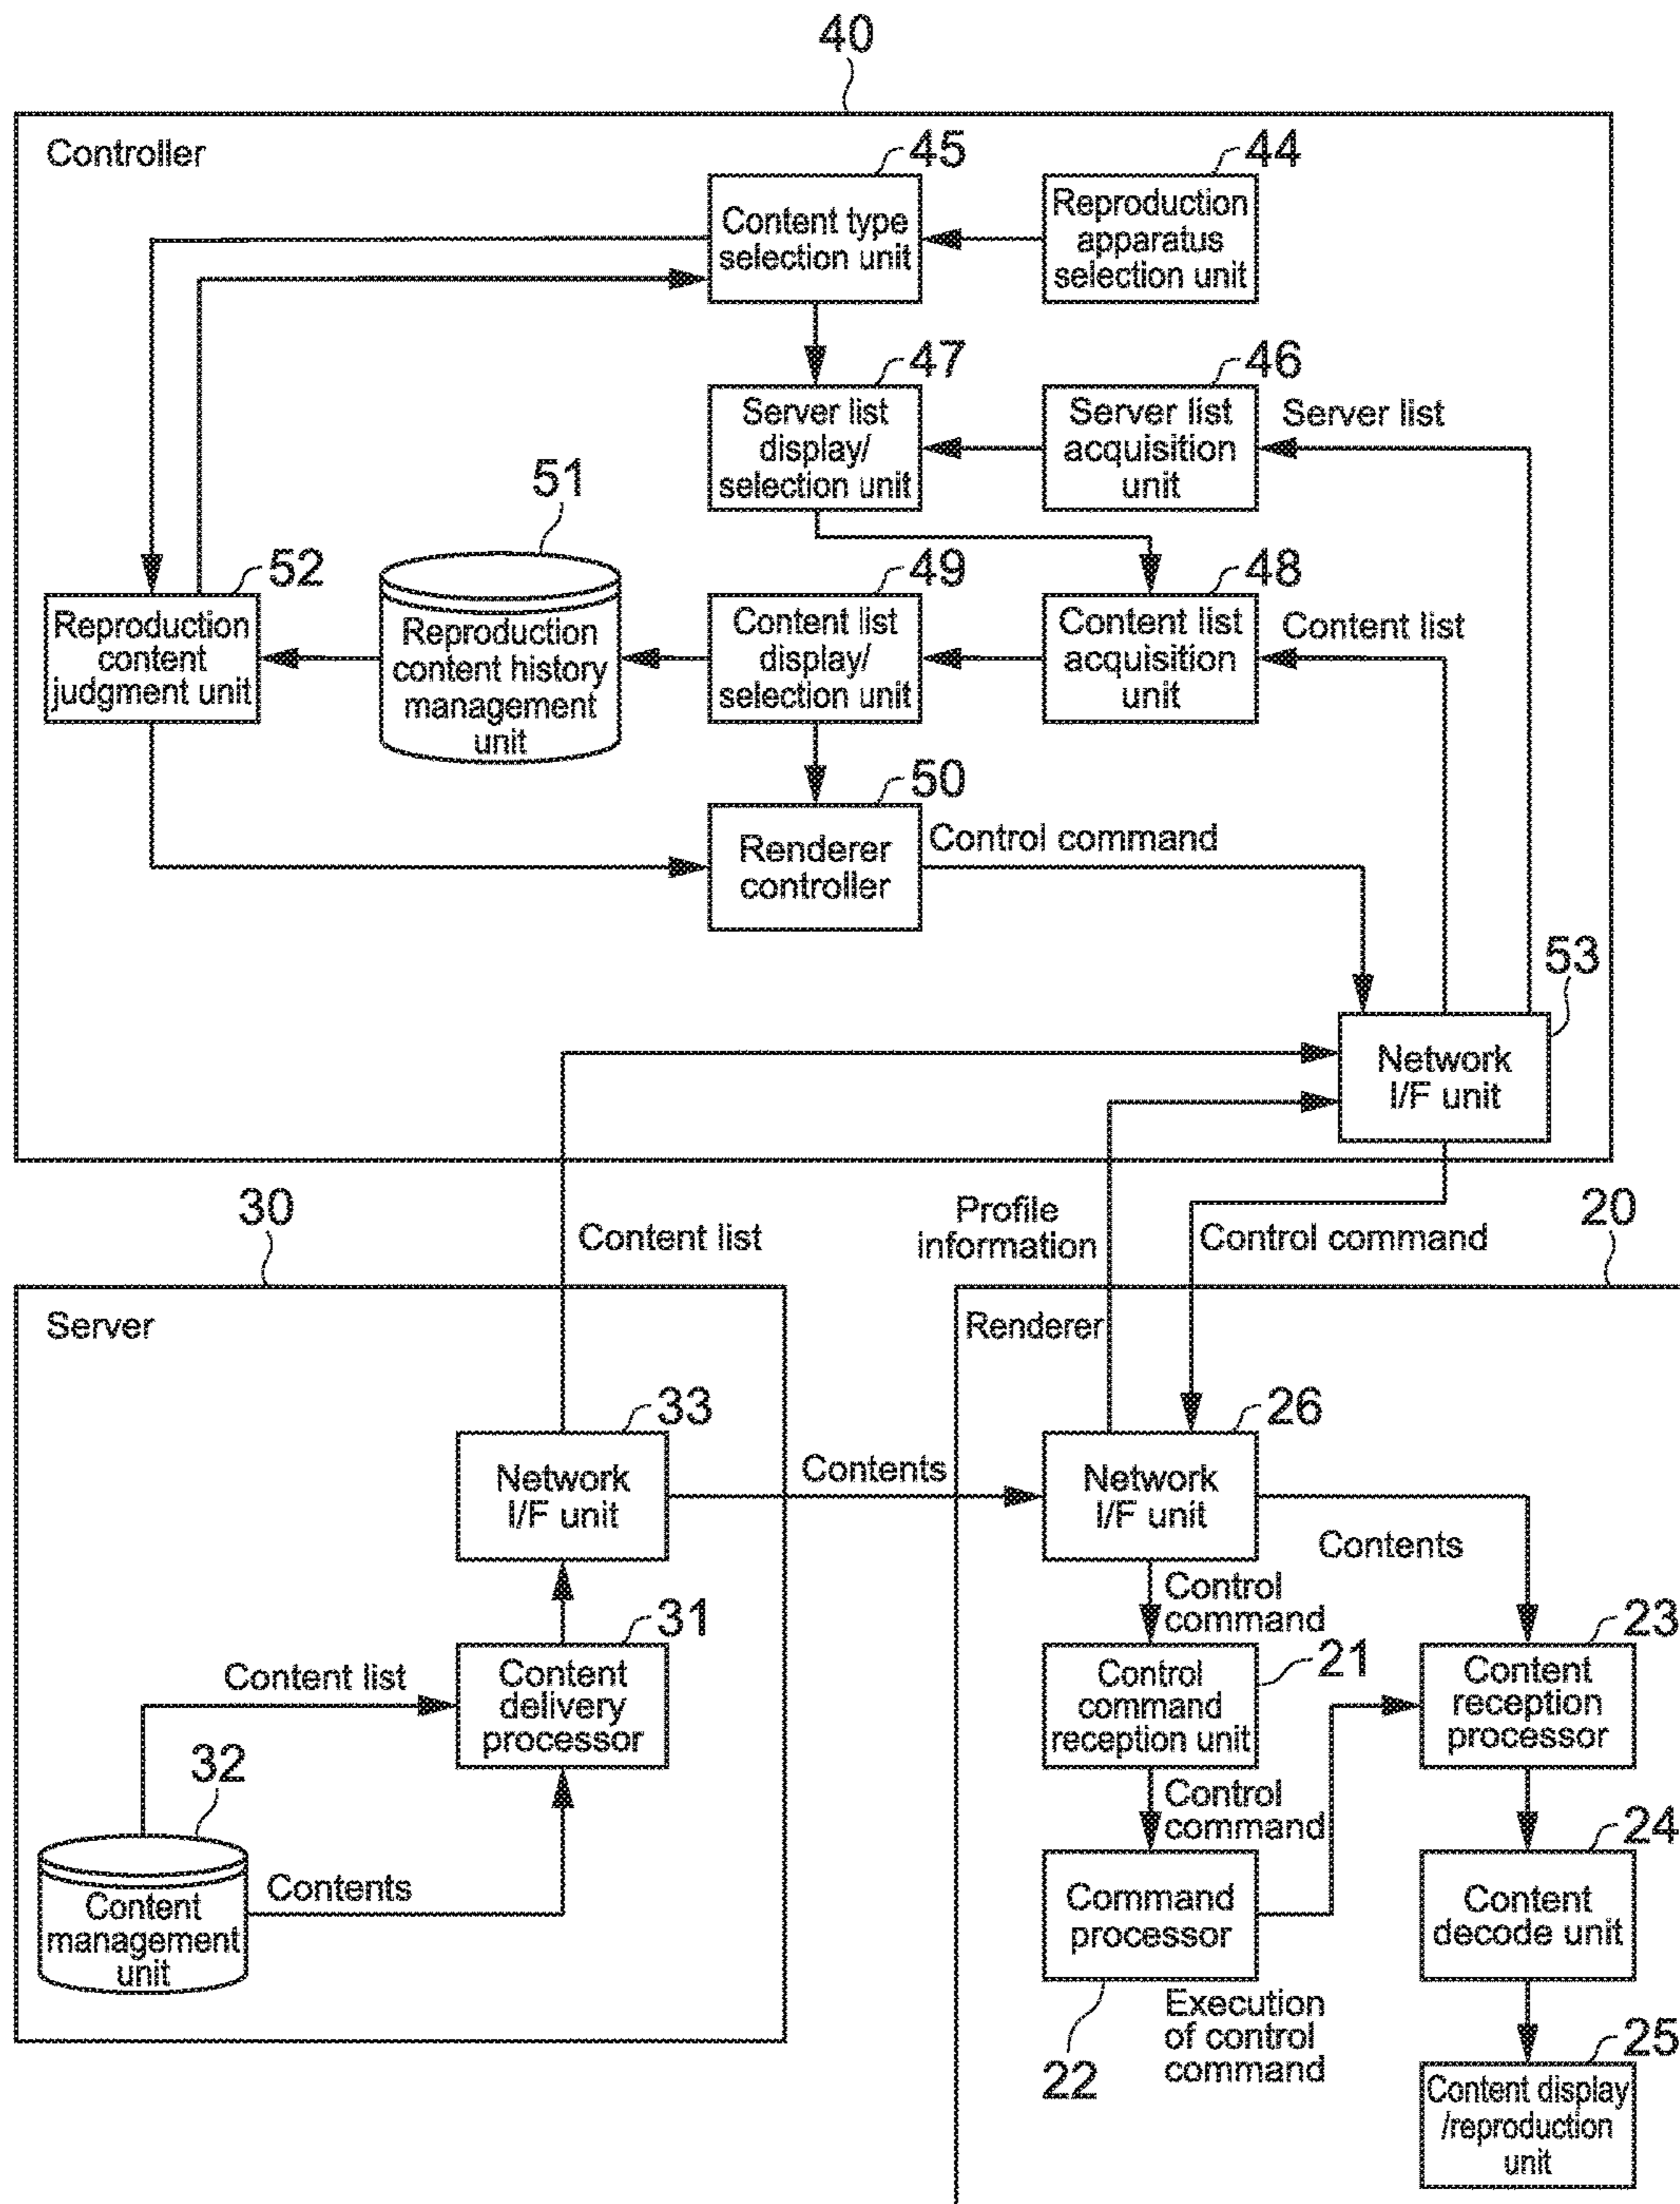 40
Controller
45
44
Content type
selection unit
Reproduction
apparatus
selection unit
47
46
Server list
display/
selection unit
Server list
acquisition
unit
Server list
51
52
49
48
Reproduction
content
judgment unit
Reproduction
content history
management
unit
Content list
display/
selection unit
Content list
acquisition
unit
Content list
50
Renderer
controller
Control command
53
Network
I/F unit
30
Content list
Profile
information
Control command
20
Server
Renderer
33
Network
I/F unit
Contents
26
Network
I/F unit
Contents
Control
command
31
Content list
Content
delivery
processor
21
Control
command
reception unit
23
Content
reception
processor
32
Content
management
unit
Contents
Control
command
24
Command
processor
Content
decode unit
22
Execution
of control
command
25
Content display
/reproduction
unit